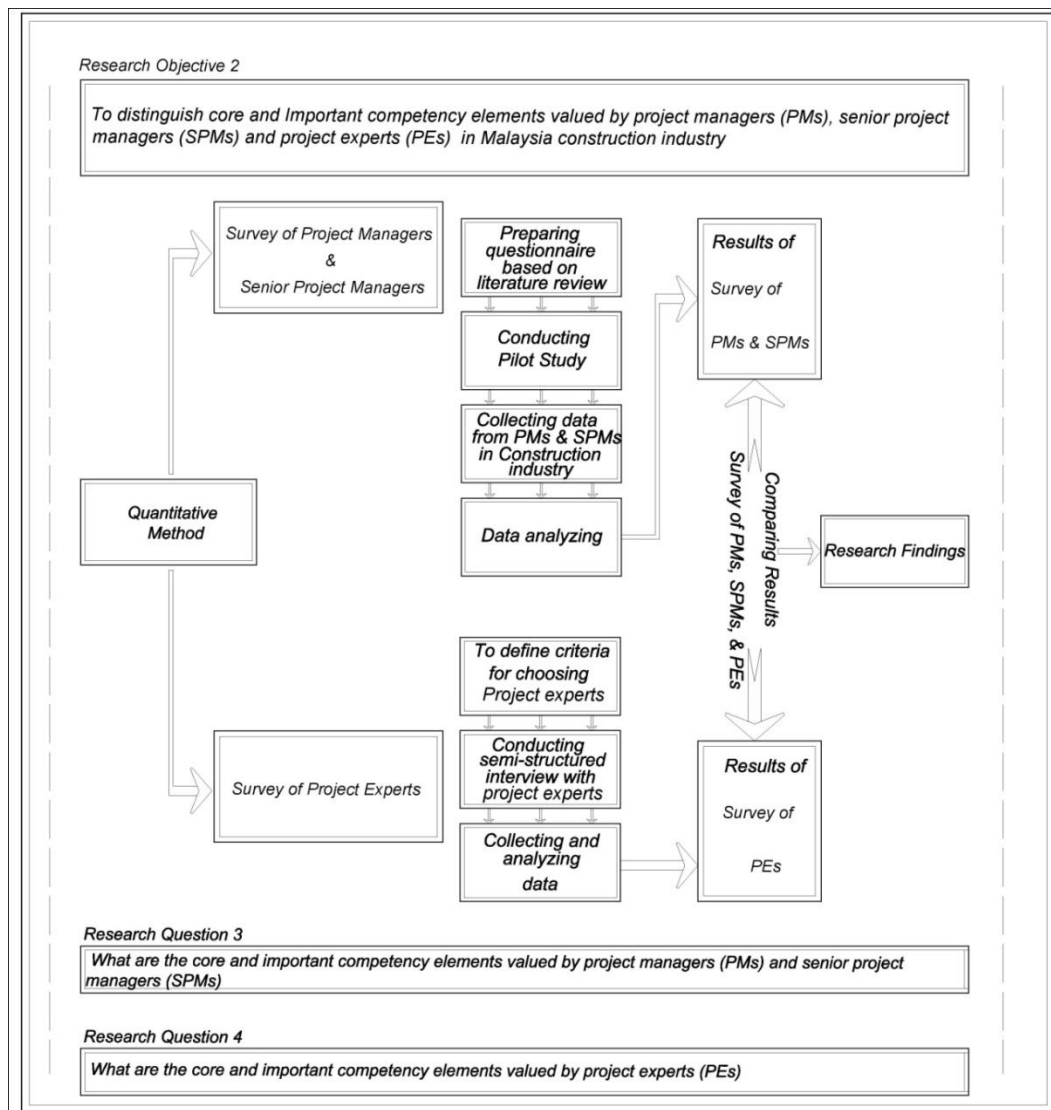 Research Objective 2
To distinguish core and Important competency elements valued by project managers (PMs), senior project
managers (SPMs) and project experts (PEs) in Malaysia construction industry
Survey of Project Managers
&
Senior Project Managers
Preparing
questionnaire
based on
literature review
Conducting
Pilot Study
Collecting data
from PMs & SPMs
in Construction
industry
Data analyzing
Results of
Survey of
PMs & SPMs
Quantitative
Method
Comparing Results
Survey of PMs, SPMs, & PEs
Research Findings
Survey of Project Experts
To define criteria
for choosing
Project experts
Conducting
semi-structured
interview with
project experts
Collecting and
analyzing
data
Results of
Survey of
PEs
Research Question 3
What are the core and important competency elements valued by project managers (PMs) and senior project
managers (SPMs)
Research Question 4
What are the core and important competency elements valued by project experts (PEs)